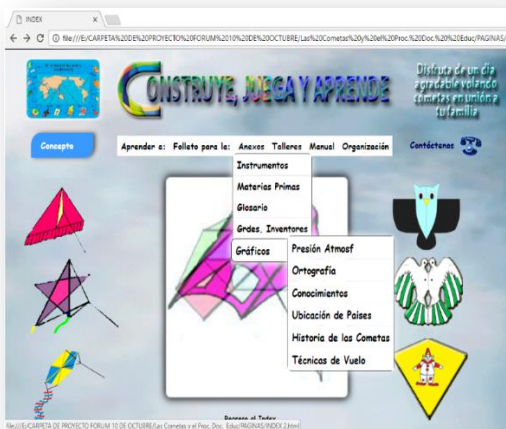 INDEX
file:///E:/CARPETA%20DE%20PROYECTO%20FORUM%2010%20DE%20OCTUBRE/Las%20Cometas%20y%20el%20Proc.%20Doc.%20%20Educ/PAGINAS/
CONSTRUYE, JUEGA Y APRENDE
Disfruta de un dia
agradable volando
cometas en unión a
tu familia
Concepto
Aprender a: Folleto para la: Anexos Talleres Manual Organización
Contáctenos
Instrumentos
Materias Primas
Glosario
Grdes. Inventores
Gráficos
Presión Atmosf
Ortografía
Conocimientos
Ubicación de Países
Historia de las Cometas
Técnicas de Vuelo
al Index
file:///E:/CARPETA DE PROYECTO FORUM 10 DE OCTUBRE/Las Cometas y el Proc. Doc. Educ/PAGINAS/INDEX 2.html